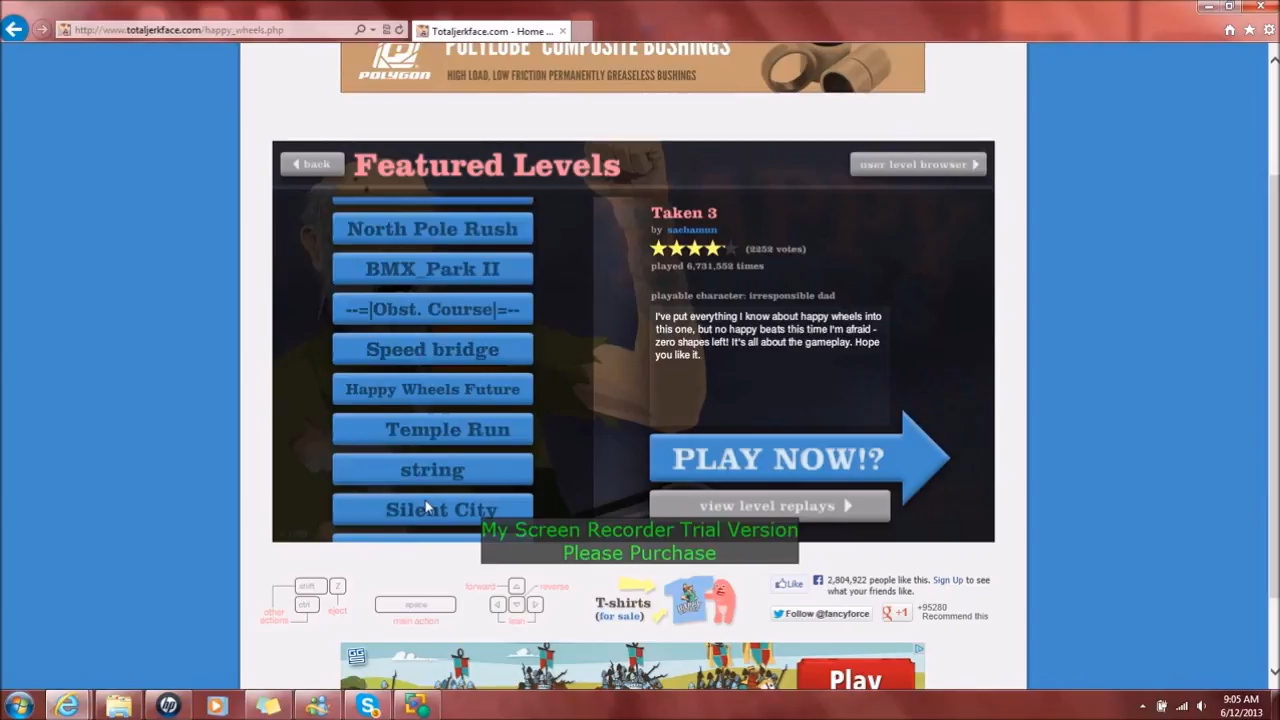 http://www.totaljerkface.com/happy_wheels.php
Totaljerkface.com - Home ...
POLYGON
POLYLUBE® COMPOSITE BUSHINGS
HIGH LOAD, LOW FRICTION PERMANENTLY GREASELESS BUSHINGS
back
Featured Levels
user level browser
North Pole Rush
BMX_Park II
--=|Obst. Course|=--
Speed bridge
Happy Wheels Future
Temple Run
string
Silent City
Taken 3
by sachamun
(2252 votes)
played 6,731,552 times
playable character: irresponsible dad
I've put everything I know about happy wheels into
this one, but no happy beats this time I'm afraid -
zero shapes left! It's all about the gameplay. Hope
you like it.
PLAY NOW!?
view level replays
My Screen Recorder Trial Version
Please Purchase
shift
Z
ctrl
eject
other
actions
space
main action
forward
reverse
lean
T-shirts
(for sale)
Like
2,804,922 people like this. Sign Up to see
what your friends like.
Follow @fancyforce
+1
+95280
Recommend this
Play
9:05 AM
6/12/2013